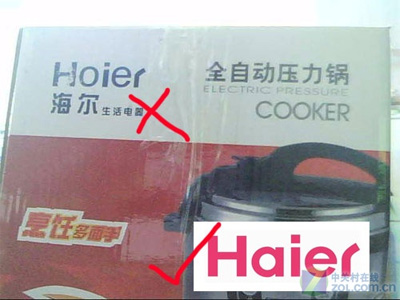 Hoier
海尔 生活电器
全自动压力锅
ELECTRIC PRESSURE
COOKER
烹饪多面手
Haier
中关村在线
zol.com.cn